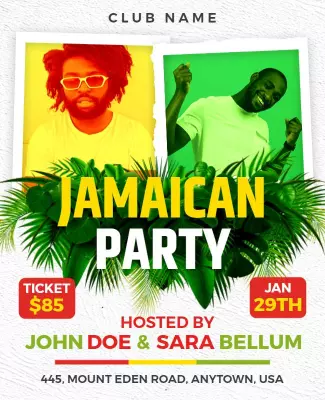 CLUB NAME
JAMAICAN
PARTY
TICKET
$85
JAN
29TH
HOSTED BY
JOHN DOE & SARA BELLUM
445, MOUNT EDEN ROAD, ANYTOWN, USA